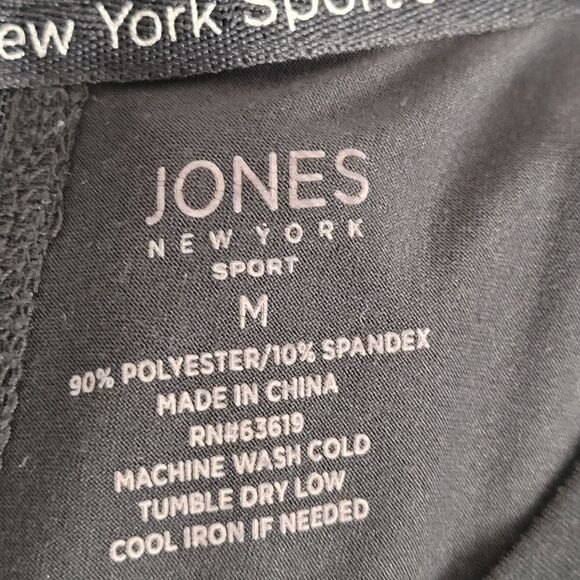 ew York Sport
JONES
NEW YORK
SPORT
M
90% POLYESTER/10% SPANDEX
MADE IN CHINA
RN#63619
MACHINE WASH COLD
TUMBLE DRY LOW
COOL IRON IF NEEDED